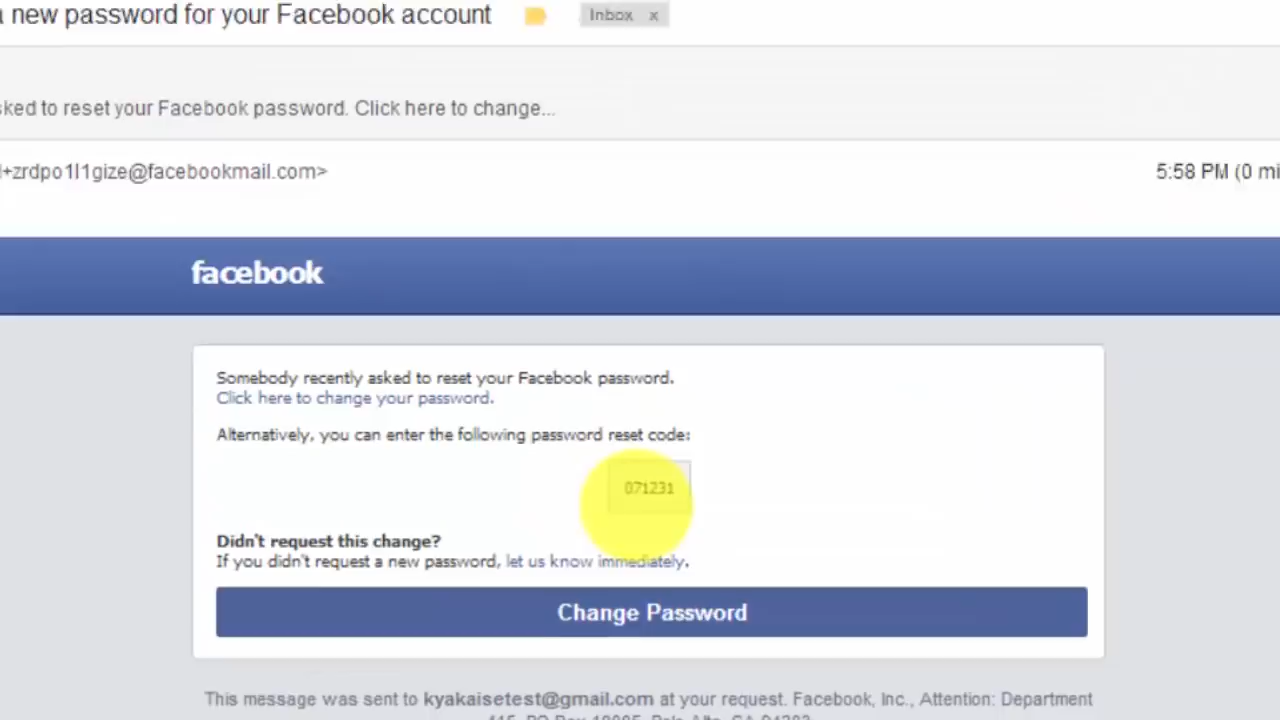 a new password for your Facebook account Inbox x
sked to reset your Facebook password. Click here to change...
+zrdpo1l1gize@facebookmail.com> 5:58 PM (0 mi
facebook
Somebody recently asked to reset your Facebook password.
Click here to change your password.
Alternatively, you can enter the following password reset code:
071231
Didn't request this change?
If you didn't request a new password, let us know immediately.
Change Password
This message was sent to kyakaisetest@gmail.com at your request. Facebook, Inc., Attention: Department